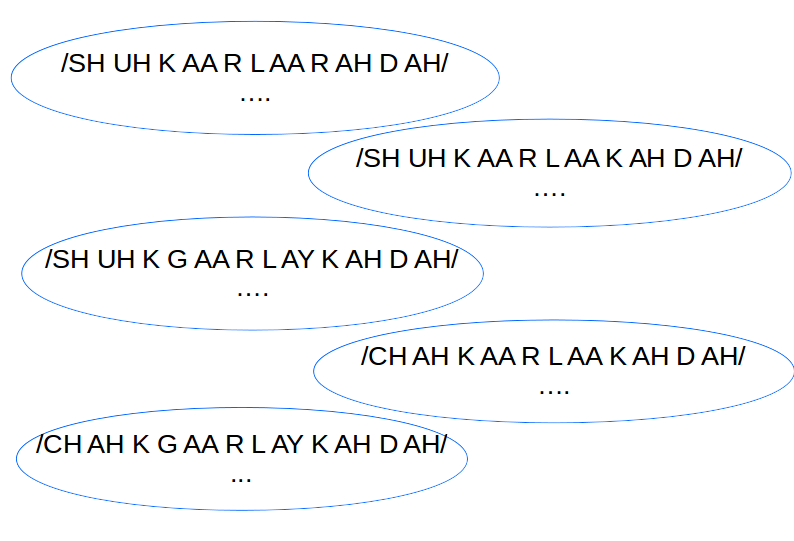 /SH UH K AA R L AA R AH D AH/
….
/SH UH K AA R L AA K AH D AH/
….
/SH UH K G AA R L AY K AH D AH/
….
/CH AH K AA R L AA K AH D AH/
….
/CH AH K G AA R L AY K AH D AH/
...